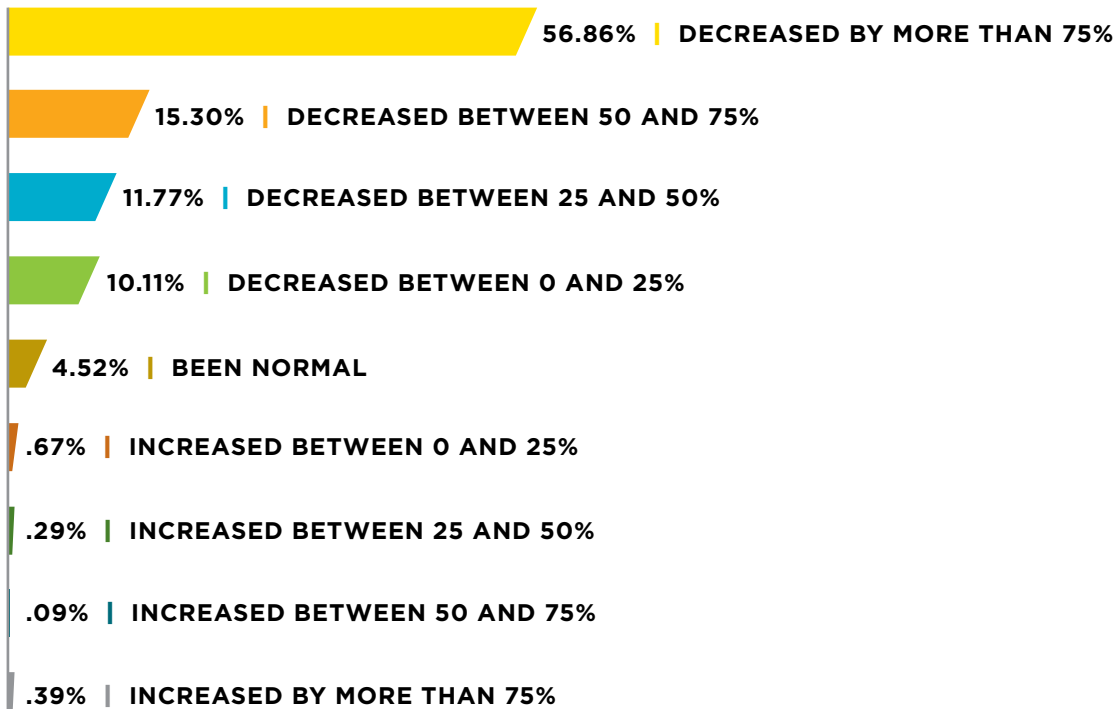 56.86% | DECREASED BY MORE THAN 75%
15.30% | DECREASED BETWEEN 50 AND 75%
11.77% | DECREASED BETWEEN 25 AND 50%
10.11% | DECREASED BETWEEN 0 AND 25%
4.52% | BEEN NORMAL
.67% | INCREASED BETWEEN 0 AND 25%
.29% | INCREASED BETWEEN 25 AND 50%
.09% | INCREASED BETWEEN 50 AND 75%
.39% | INCREASED BY MORE THAN 75%